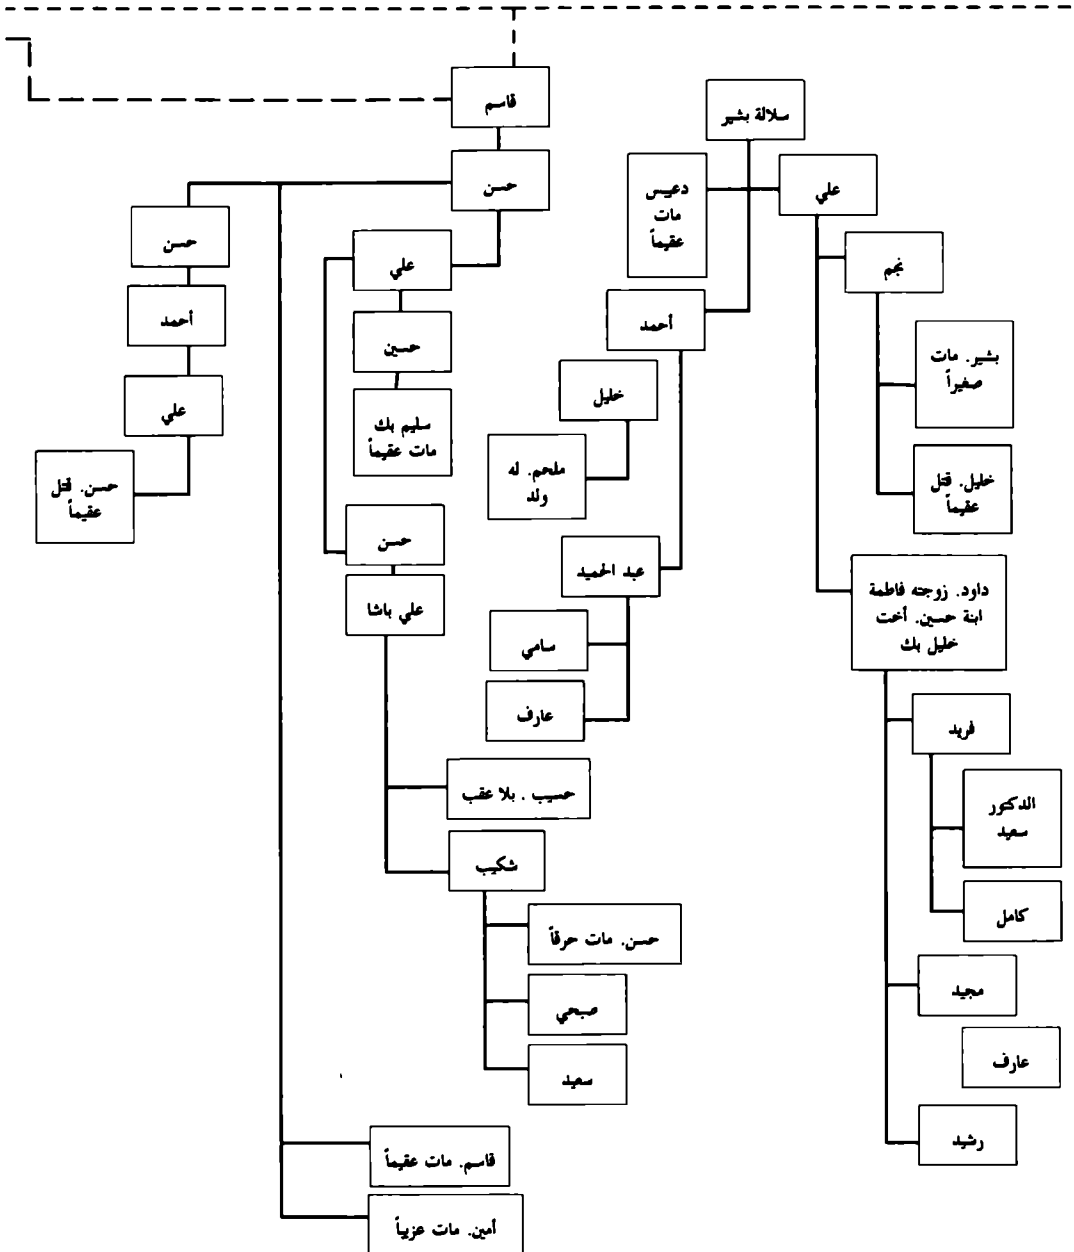 قاسم
سلالة بشير
حسن
دعيس
مات
عقيماً
علي
حسن
علي
نجم
أحمد
أحمد
حسين
بشير. مات
صغيراً
خليل
علي
سليم بك
مات عقيماً
ملحم. له
ولد
حسن. قتل
عقيماً
خليل. قتل
عقيماً
حسن
عبد الحميد
علي باشا
داود. زوجته فاطمة
ابنة حسين. أخت
خليل بك
سامي
عارف
فريد
حسيب . بلا عقب
الدكتور
سعيد
شكيب
كامل
حسن. مات حرقاً
مجيد
صبحي
عارف
سعيد
رشيد
قاسم. مات عقيماً
أمين. مات عزيباً